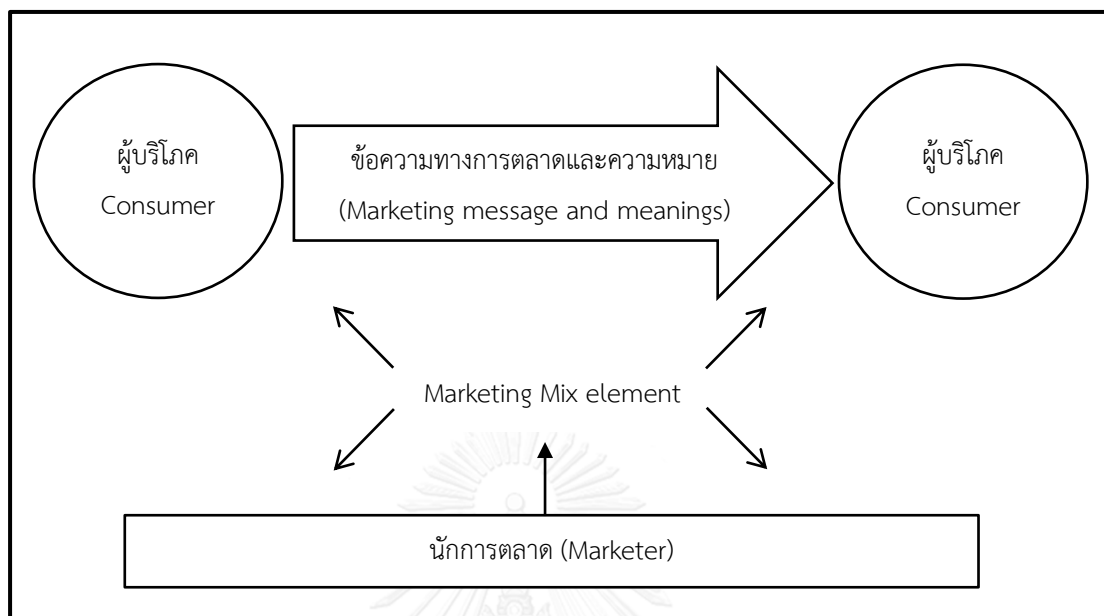 ผู้บริโภค
Consumer
ข้อความทางการตลาดและความหมาย
(Marketing message and meanings)
ผู้บริโภค
Consumer
Marketing Mix element
นักการตลาด (Marketer)